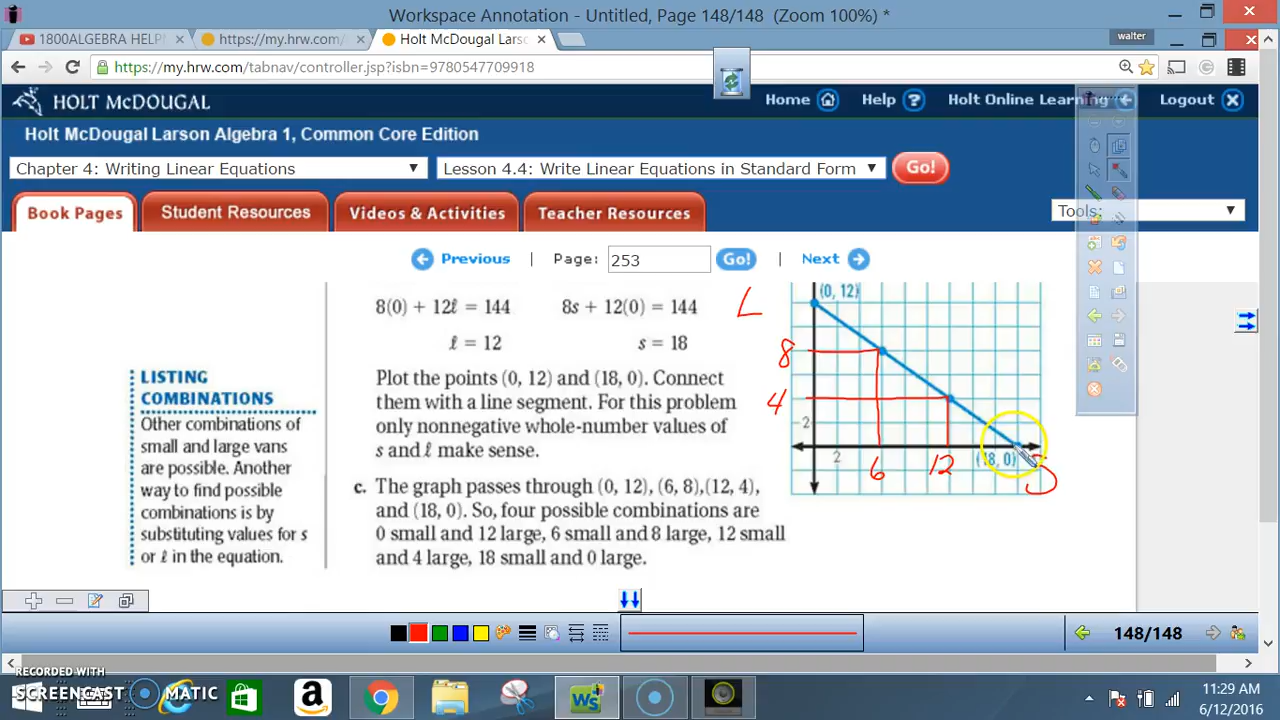 Workspace Annotation - Untitled, Page 148/148 (Zoom 100%) *
1800ALGEBRA HELP
https://my.hrw.com/
Holt McDougal Lars
walter
https://my.hrw.com/tabnav/controller.jsp?isbn=9780547709918
HOLT McDOUGAL
Home
Help
Holt Online Learning
Logout
Holt McDougal Larson Algebra 1, Common Core Edition
Chapter 4: Writing Linear Equations
Lesson 4.4: Write Linear Equations in Standard Form
Go!
Book Pages
Student Resources
Videos & Activities
Teacher Resources
Tools:
Previous | Page: 253 Go! | Next
8(0) + 12ℓ = 144 8s + 12(0) = 144
ℓ = 12 s = 18
Plot the points (0, 12) and (18, 0). Connect
them with a line segment. For this problem
only nonnegative whole-number values of
s and ℓ make sense.
c. The graph passes through (0, 12), (6, 8),(12, 4),
and (18, 0). So, four possible combinations are
0 small and 12 large, 6 small and 8 large, 12 small
and 4 large, 18 small and 0 large.
LISTING
COMBINATIONS
Other combinations of
small and large vans
are possible. Another
way to find possible
combinations is by
substituting values for s
or ℓ in the equation.
L
(0, 12)
8
4
2
2
6
12
(18, 0)
148/148
RECORDED WITH
SCREENCAST MATIC
11:29 AM
6/12/2016